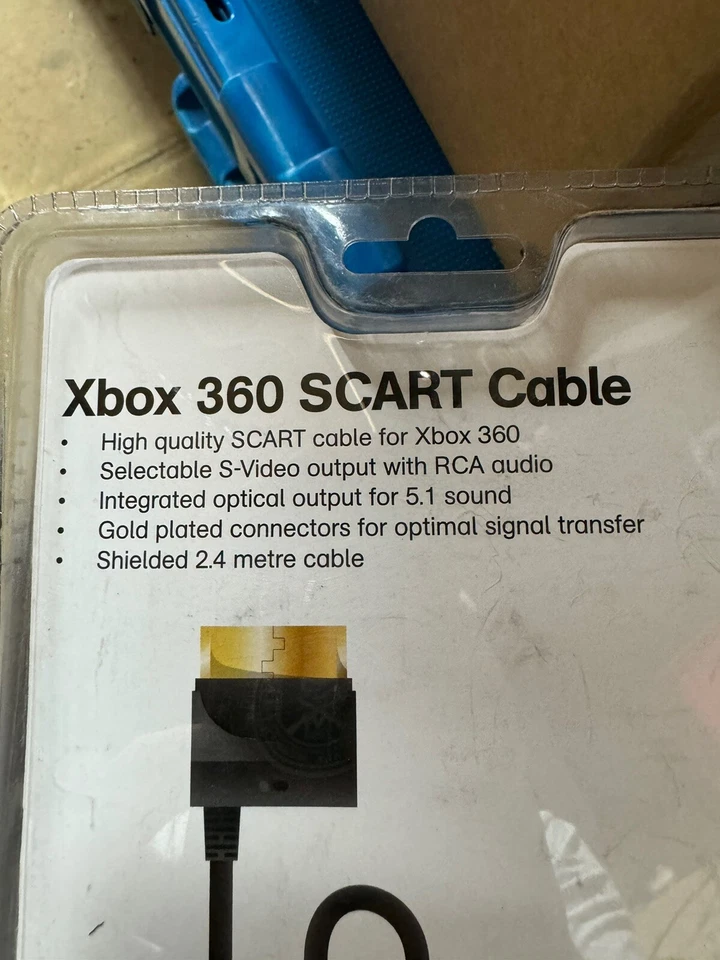 Xbox 360 SCART Cable
• High quality SCART cable for Xbox 360
• Selectable S-Video output with RCA audio
• Integrated optical output for 5.1 sound
• Gold plated connectors for optimal signal transfer
• Shielded 2.4 metre cable